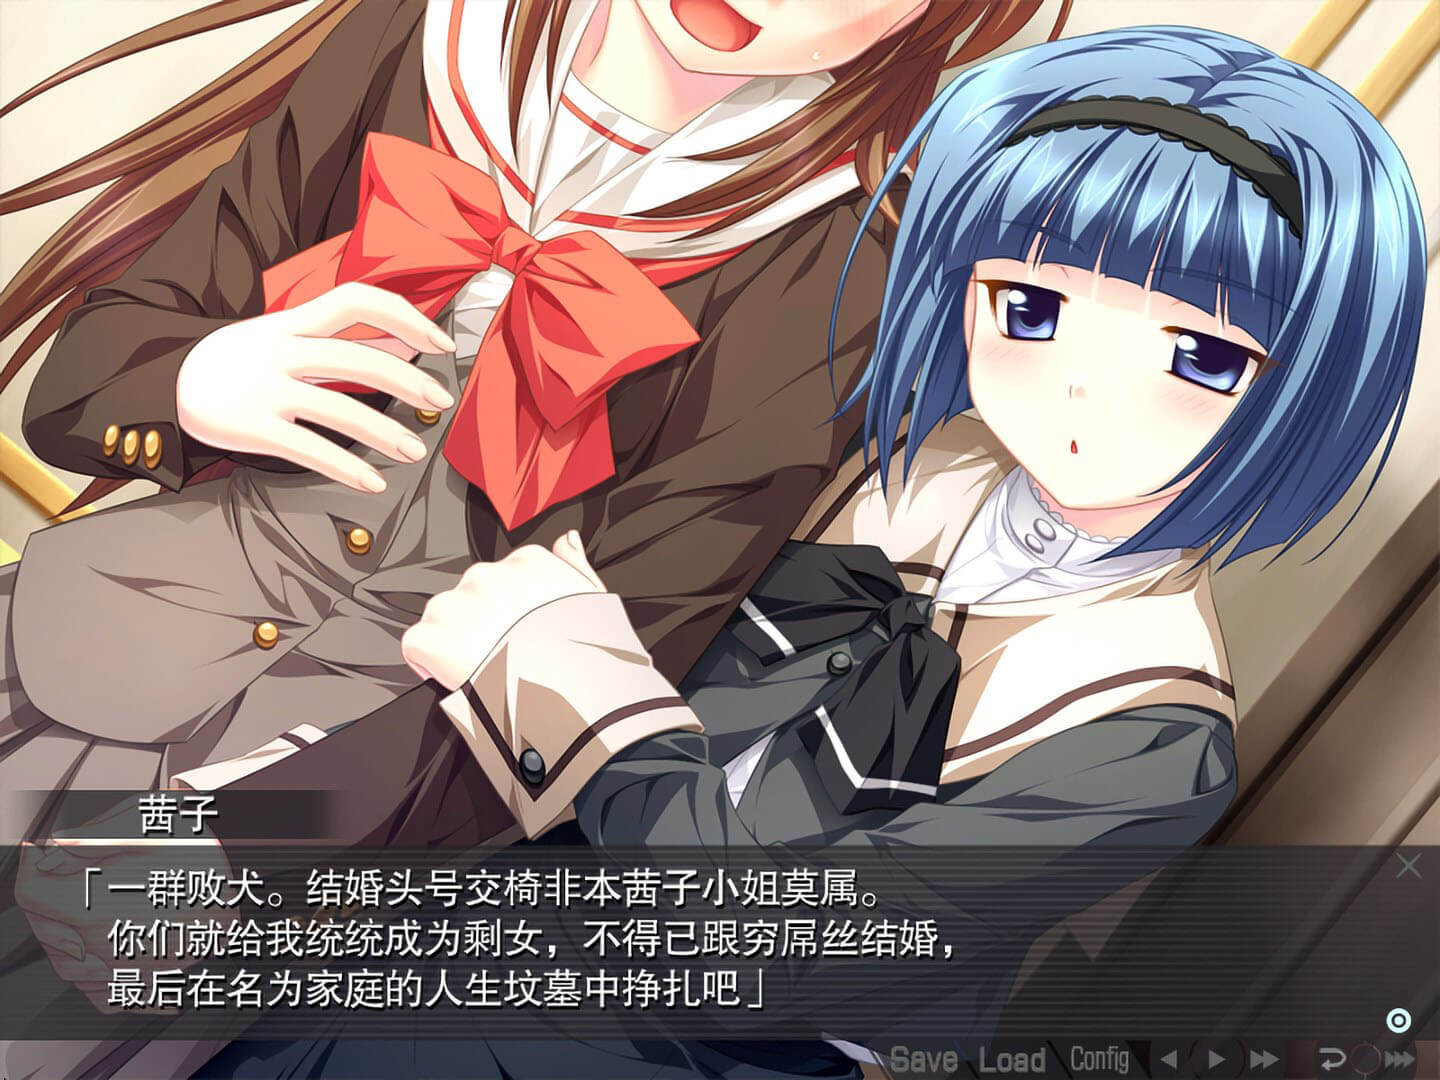 茜子
「一群败犬。结婚头号交椅非本茜子小姐莫属。
你们就给我统统成为剩女，不得已跟穷屌丝结婚，
最后在名为家庭的人生坟墓中挣扎吧」
Save Load Config